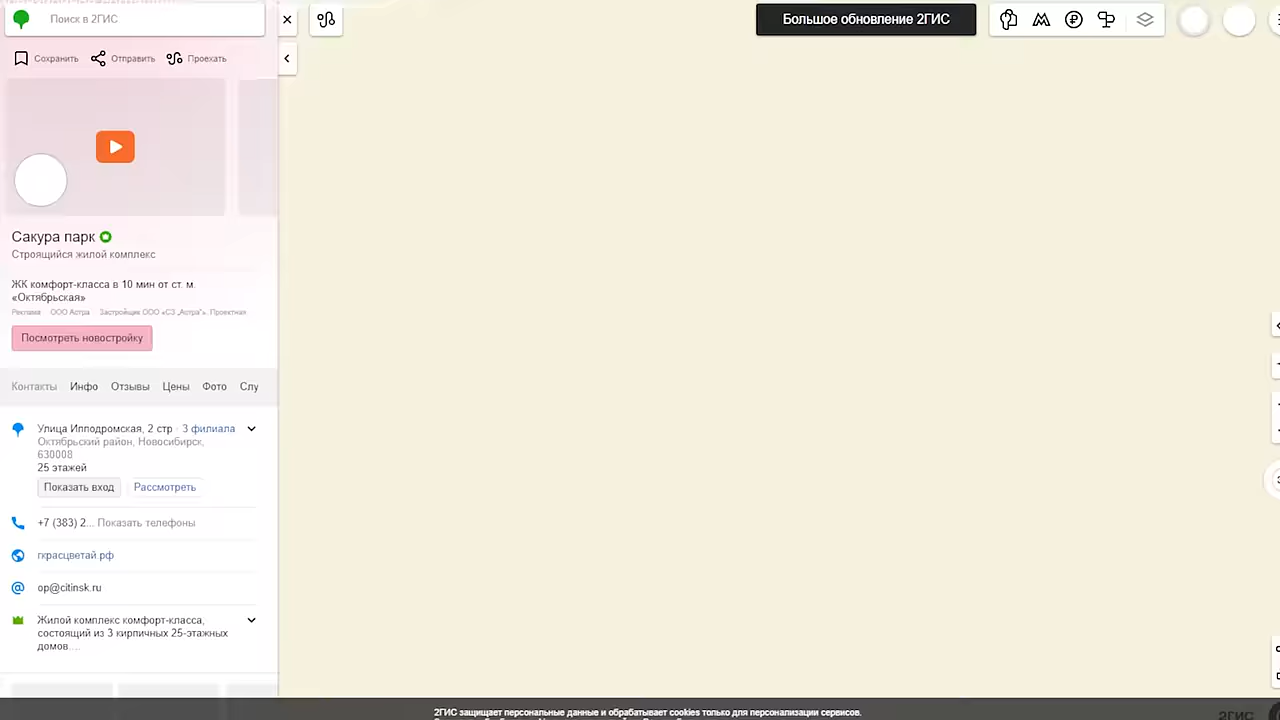 Поиск в 2ГИС
Большое обновление 2ГИС
Сохранить Отправить Проехать
Сакура парк
Строящийся жилой комплекс
ЖК комфорт-класса в 10 мин от ст. м.
«Октябрьская»
Реклама ООО Астра Застройщик ООО «СЗ „Астра"». Проектная
Посмотреть новостройку
Контакты Инфо Отзывы Цены Фото Слу
Улица Ипподромская, 2 стр · 3 филиала
Октябрьский район, Новосибирск,
630008
25 этажей
Показать вход Рассмотреть
+7 (383) 2... Показать телефоны
гкрасцветай.рф
op@citinsk.ru
Жилой комплекс комфорт-класса,
состоящий из 3 кирпичных 25-этажных
домов....
2ГИС защищает персональные данные и обрабатывает cookies только для персонализации сервисов.
2ГИС